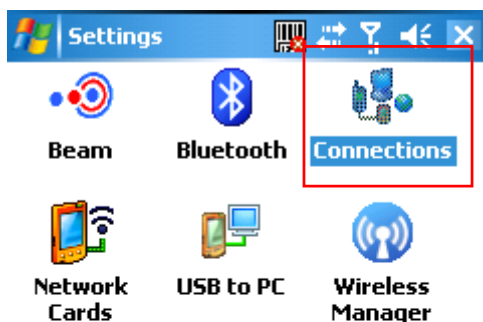 Settings
Beam Bluetooth Connections
Network Cards USB to PC Wireless Manager